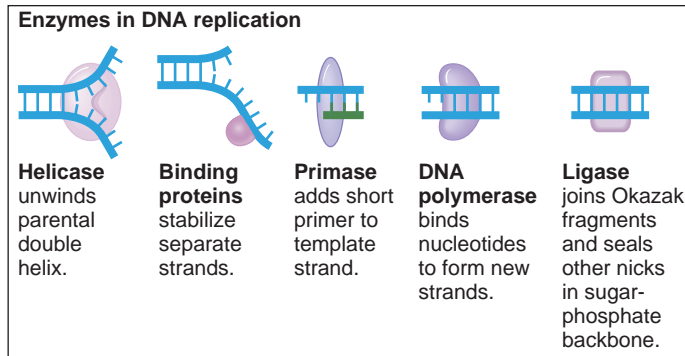 Enzymes in DNA replication
Helicase
unwinds
parental
double
helix.
Binding
proteins
stabilize
separate
strands.
Primase
adds short
primer to
template
strand.
DNA
polymerase
binds
nucleotides
to form new
strands.
Ligase
joins Okazak
fragments
and seals
other nicks
in sugar-
phosphate
backbone.